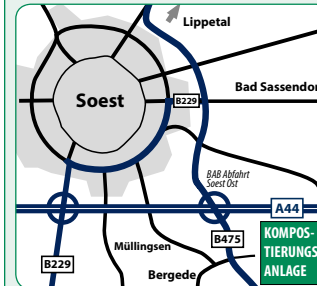 Lippetal
Bad Sassendor
Soest
B229
BAB Abfahrt
Soest Ost
A44
KOMPOS-
TIERUNGS
ANLAGE
B475
Müllingsen
B229
Bergede